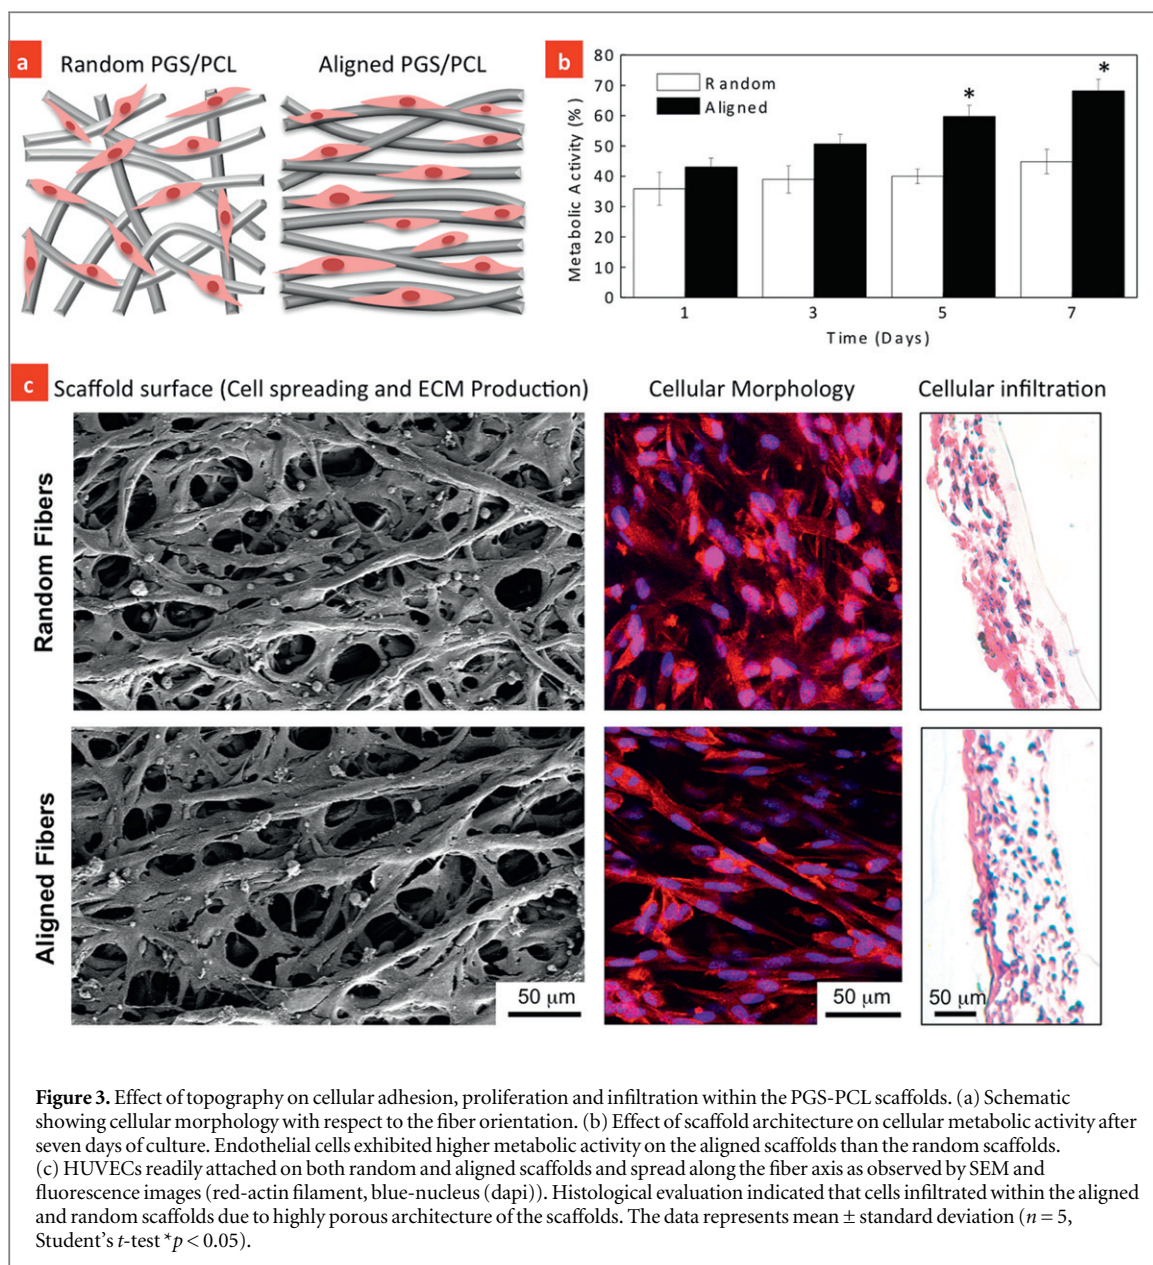 a
Random PGS/PCL
Aligned PGS/PCL
b
80
70
60
50
40
30
20
10
0
Metabolic Activity (%)
Random
Aligned
*
*
1
3
5
7
Time (Days)
c
Scaffold surface (Cell spreading and ECM Production)
Cellular Morphology
Cellular infiltration
Random Fibers
Aligned Fibers
50 μm
50 μm
50 μm
Figure 3. Effect of topography on cellular adhesion, proliferation and infiltration within the PGS-PCL scaffolds. (a) Schematic
showing cellular morphology with respect to the fiber orientation. (b) Effect of scaffold architecture on cellular metabolic activity after
seven days of culture. Endothelial cells exhibited higher metabolic activity on the aligned scaffolds than the random scaffolds.
(c) HUVECs readily attached on both random and aligned scaffolds and spread along the fiber axis as observed by SEM and
fluorescence images (red-actin filament, blue-nucleus (dapi)). Histological evaluation indicated that cells infiltrated within the aligned
and random scaffolds due to highly porous architecture of the scaffolds. The data represents mean ± standard deviation (n = 5,
Student's t-test *p < 0.05).